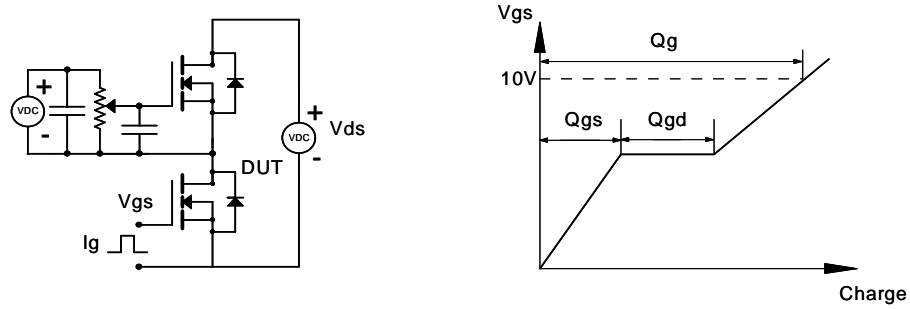 +
VDC
-
+
VDC
-
Vds
DUT
Vgs
Ig
Vgs
Qg
10V
Qgs
Qgd
Charge